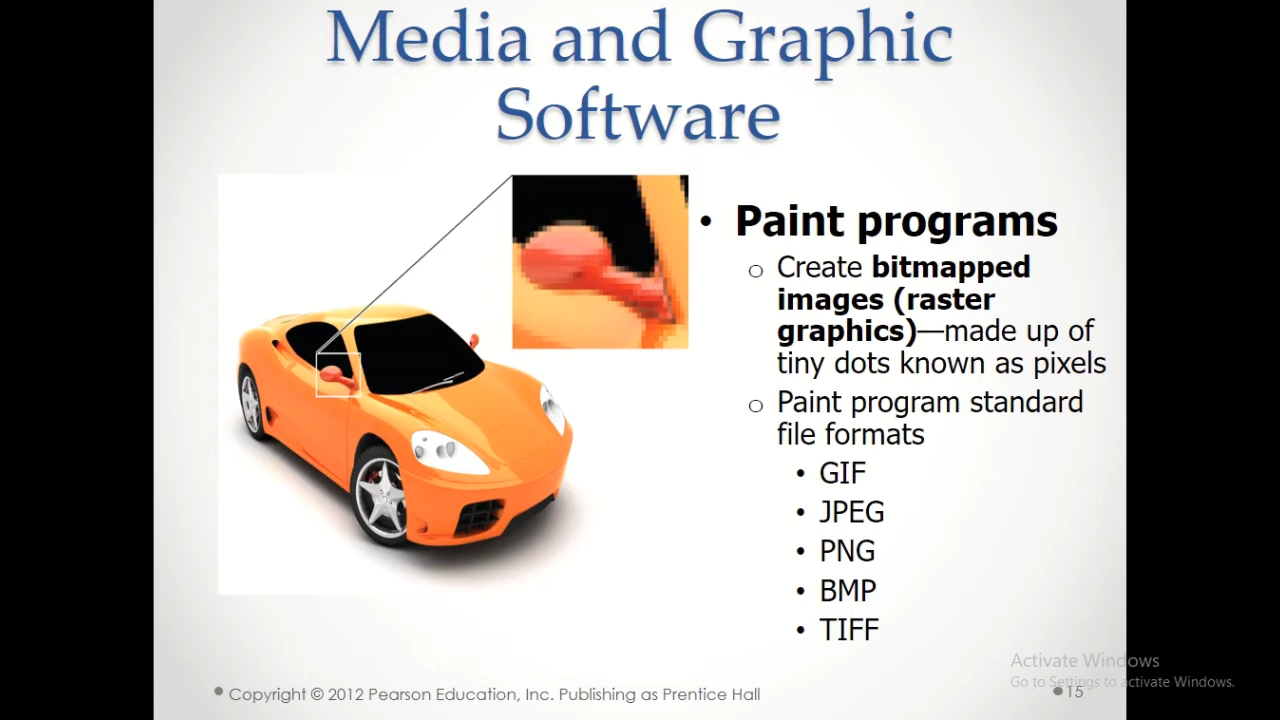 Media and Graphic
Software
• Paint programs
o Create bitmapped
images (raster
graphics)—made up of
tiny dots known as pixels
o Paint program standard
file formats
• GIF
• JPEG
• PNG
• BMP
• TIFF
Activate Windows
Go to Settings to activate Windows.
• Copyright © 2012 Pearson Education, Inc. Publishing as Prentice Hall
• 15